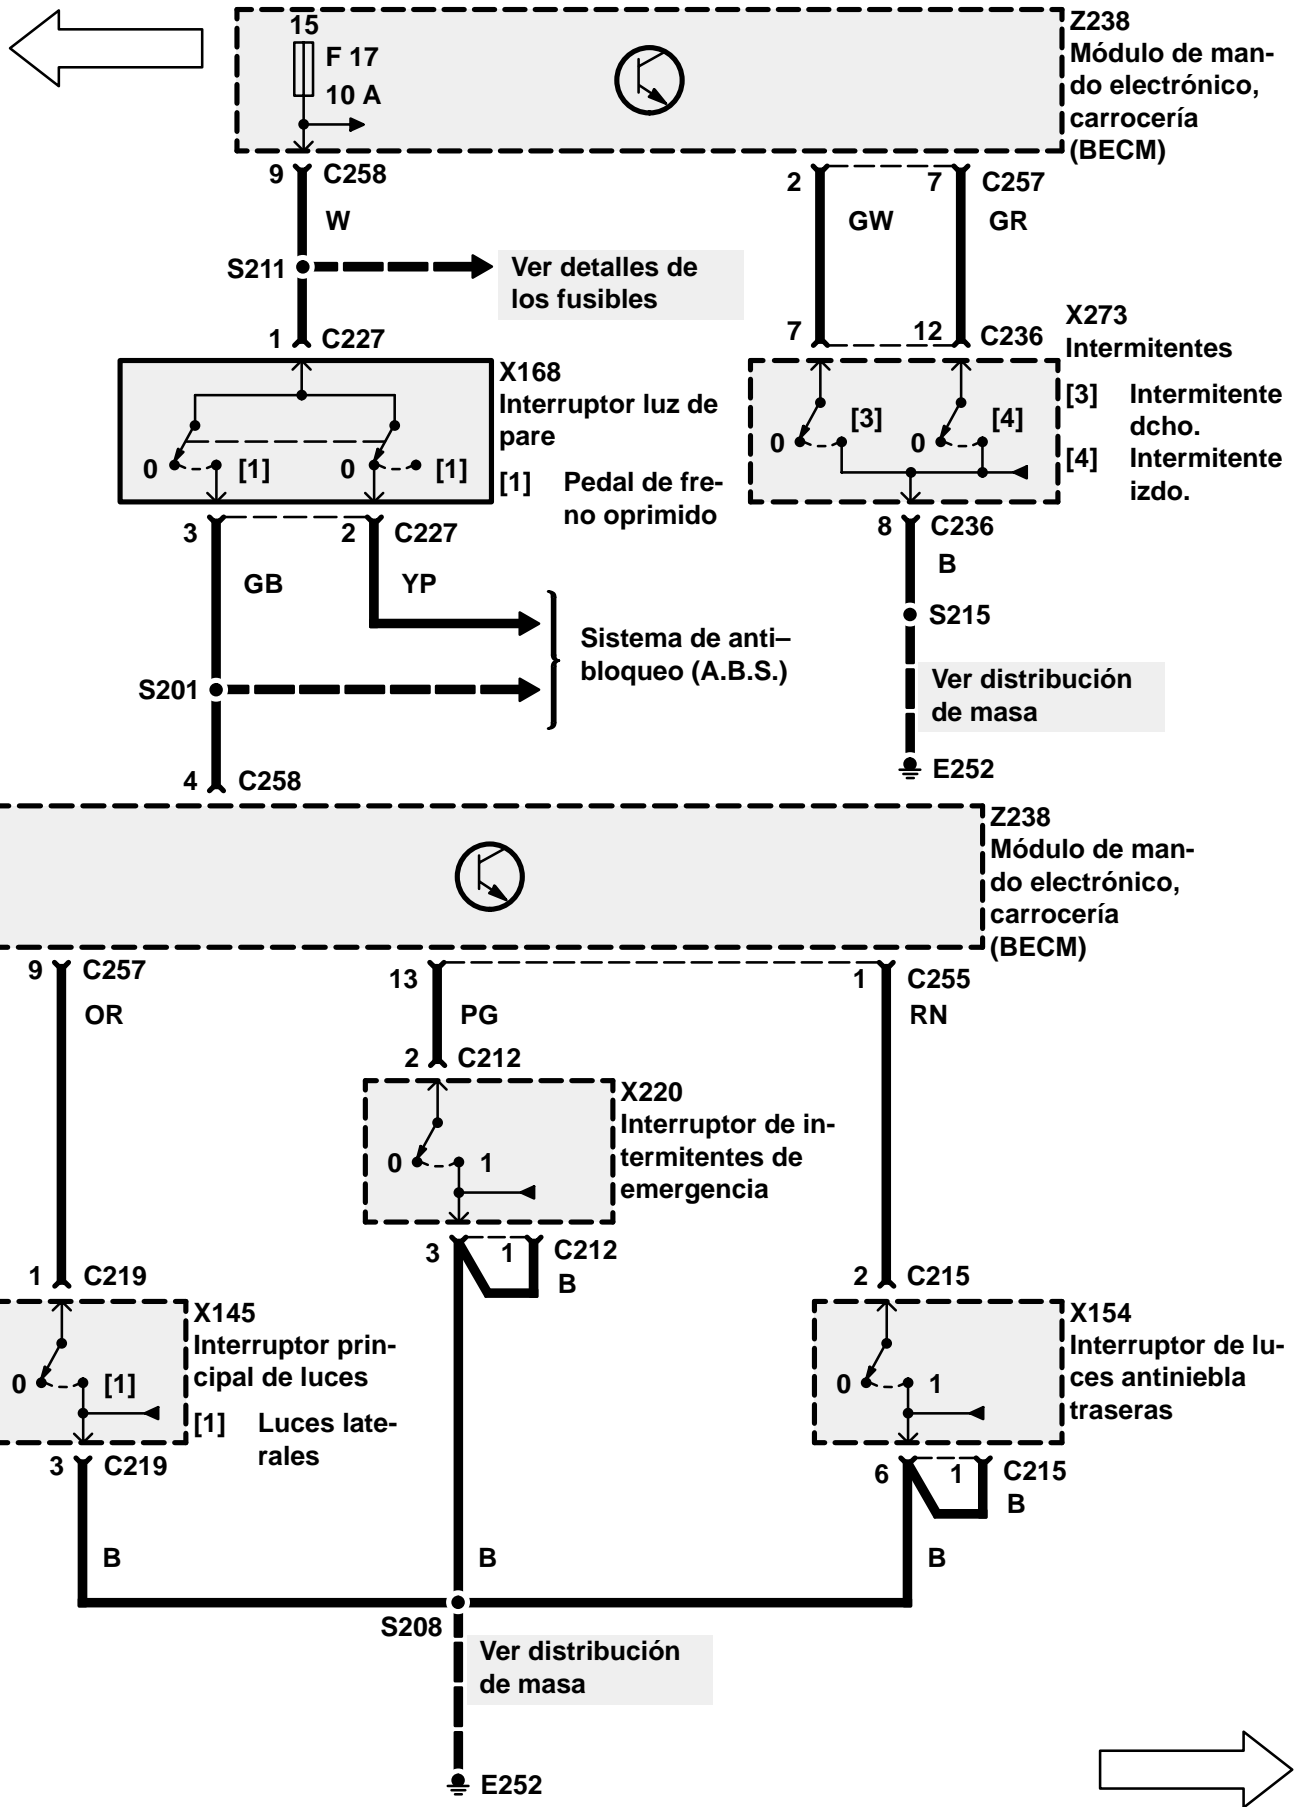 15
F 17
10 A
Z238
Módulo de man-
do electrónico,
carrocería
(BECM)
9 C258
W
2 7 C257
GW GR
S211
Ver detalles de
los fusibles
1 C227
7 12 C236
X168
Interruptor luz de
pare
[1] Pedal de fre-
no oprimido
0 [1] 0 [1]
X273
Intermitentes
[3] Intermitente
dcho.
[4] Intermitente
izdo.
0 [3] 0 [4]
3 2 C227
GB YP
8 C236
B
S215
Sistema de anti–
bloqueo (A.B.S.)
S201
Ver distribución
de masa
E252
4 C258
Z238
Módulo de man-
do electrónico,
carrocería
(BECM)
9 C257
OR
13 1 C255
PG RN
2 C212
X220
Interruptor de in-
termitentes de
emergencia
0 1
3 1 C212
B
1 C219
2 C215
X145
Interruptor prin-
cipal de luces
[1] Luces late-
rales
0 [1]
X154
Interruptor de lu-
ces antiniebla
traseras
0 1
3 C219
6 1 C215
B
B B B
S208
Ver distribución
de masa
E252